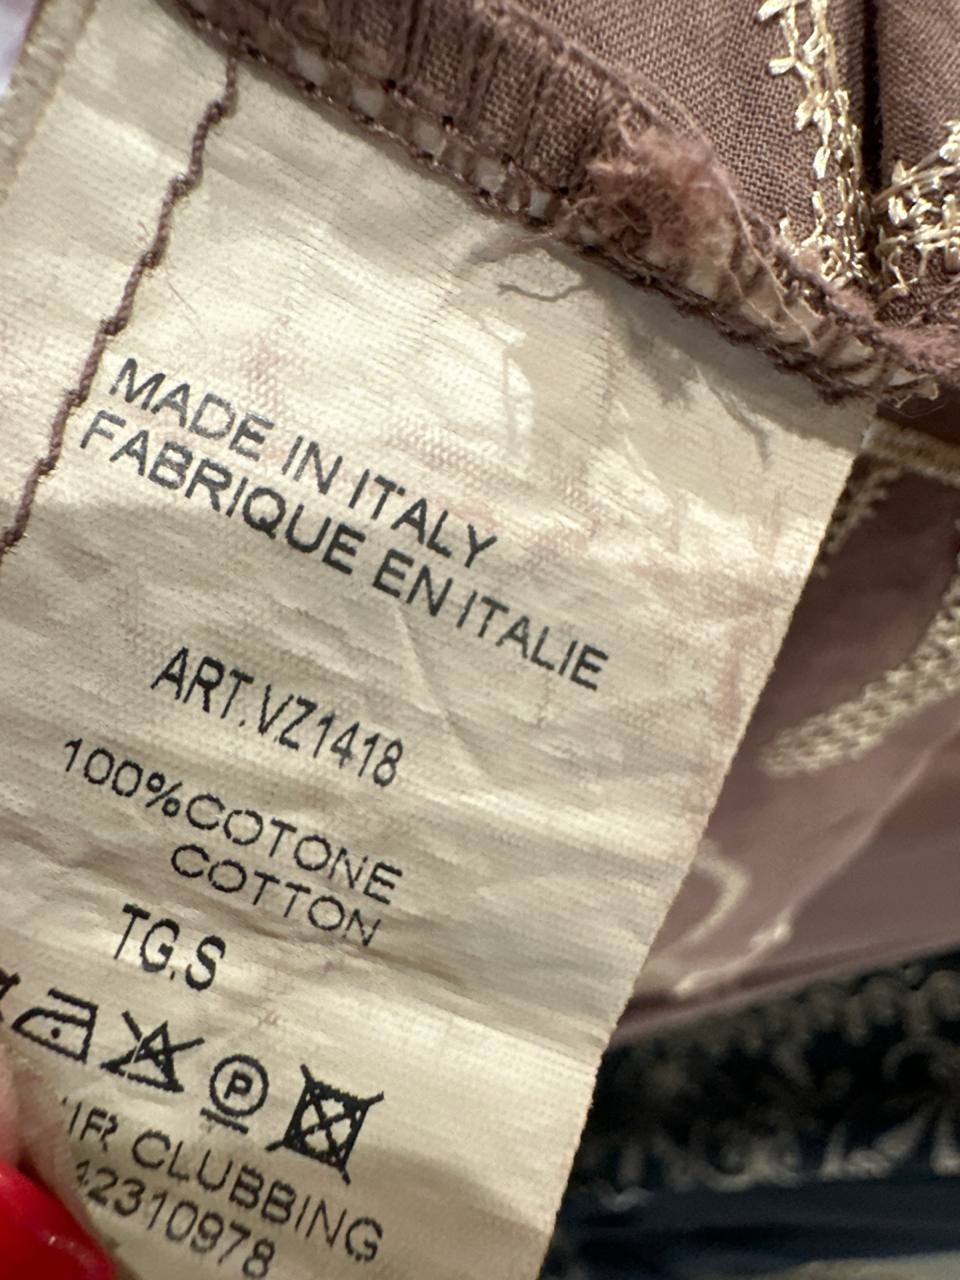 MADE IN ITALY
FABRIQUE EN ITALIE
ART.VZ1418
100%COTONE
COTTON
TG.S
P
CLUBBING